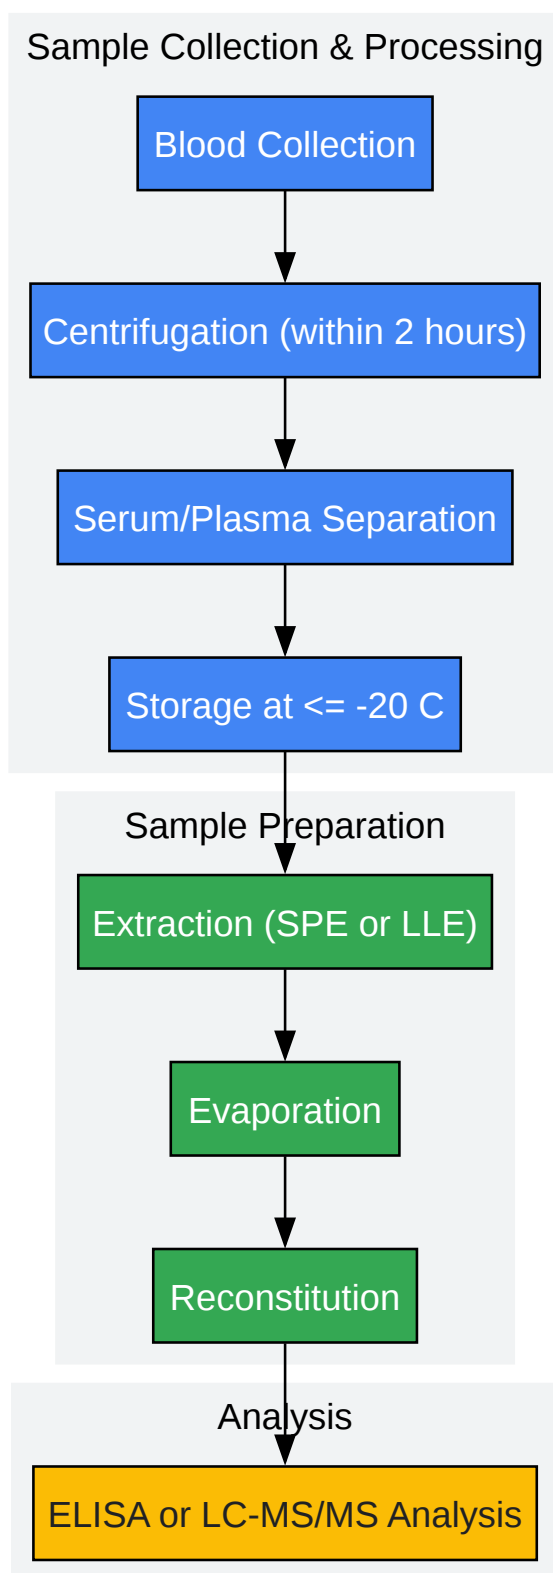 Sample Collection & Processing
Blood Collection
Centrifugation (within 2 hours)
Serum/Plasma Separation
Storage at <= -20 C
Sample Preparation
Extraction (SPE or LLE)
Evaporation
Reconstitution
Analysis
ELISA or LC-MS/MS Analysis